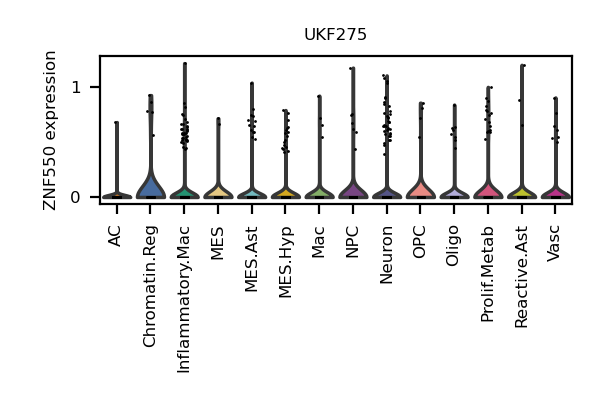 UKF275
ZNF550 expression
1
0
AC
Chromatin.Reg
Inflammatory.Mac
MES
MES.Ast
MES.Hyp
Mac
NPC
Neuron
OPC
Oligo
Prolif.Metab
Reactive.Ast
Vasc